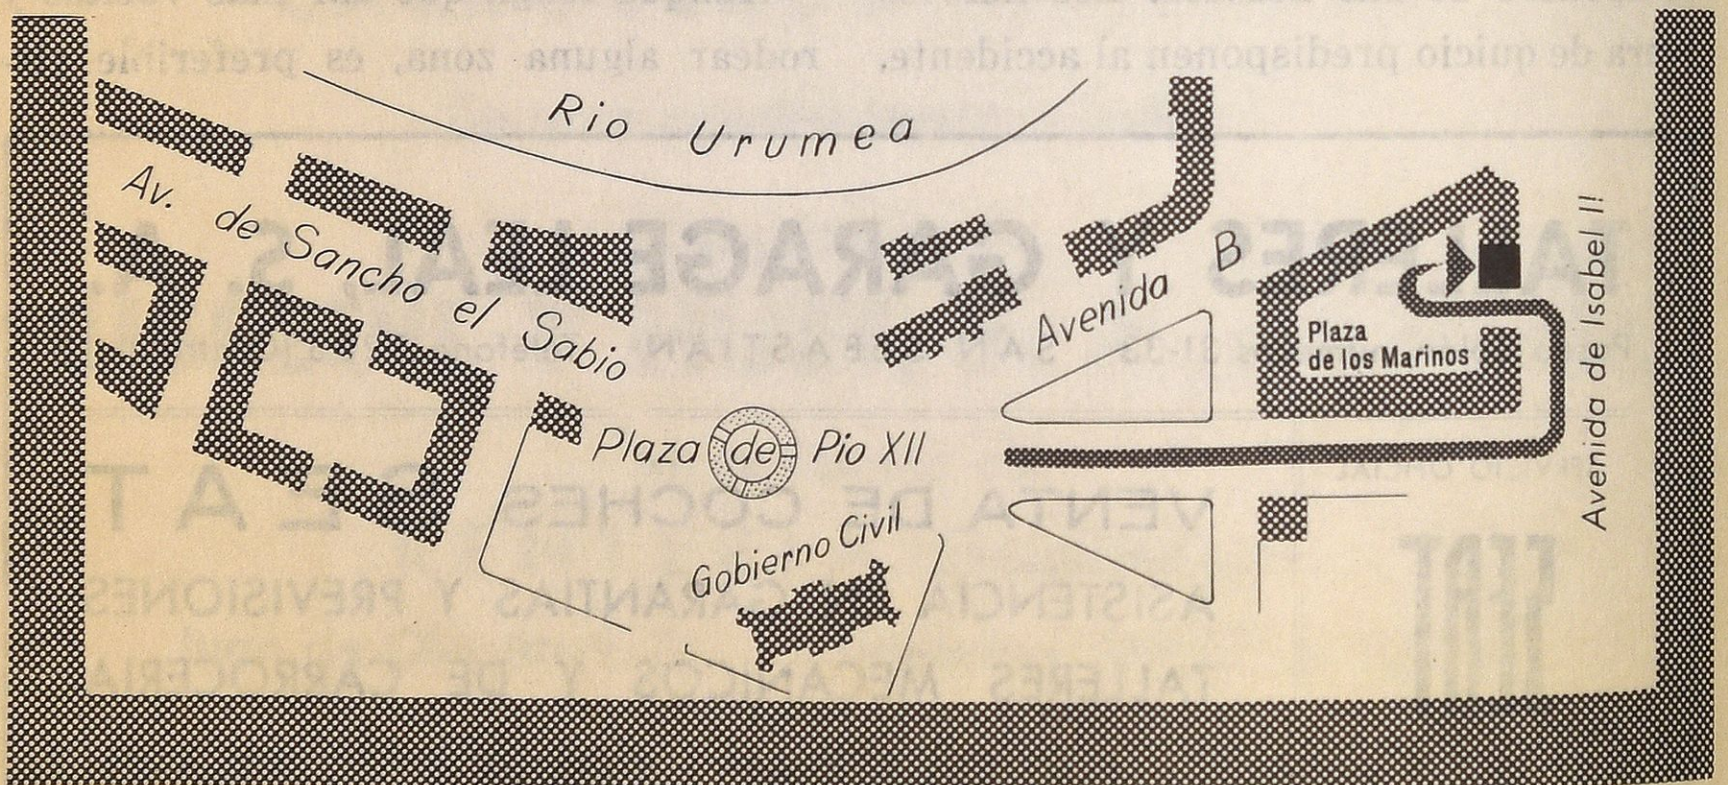 Rio Urumea
Av. de Sancho el Sabio
Avenida B
Plaza
de los Marinos
Avenida de Isabel II
Plaza de Pio XII
Gobierno Civil